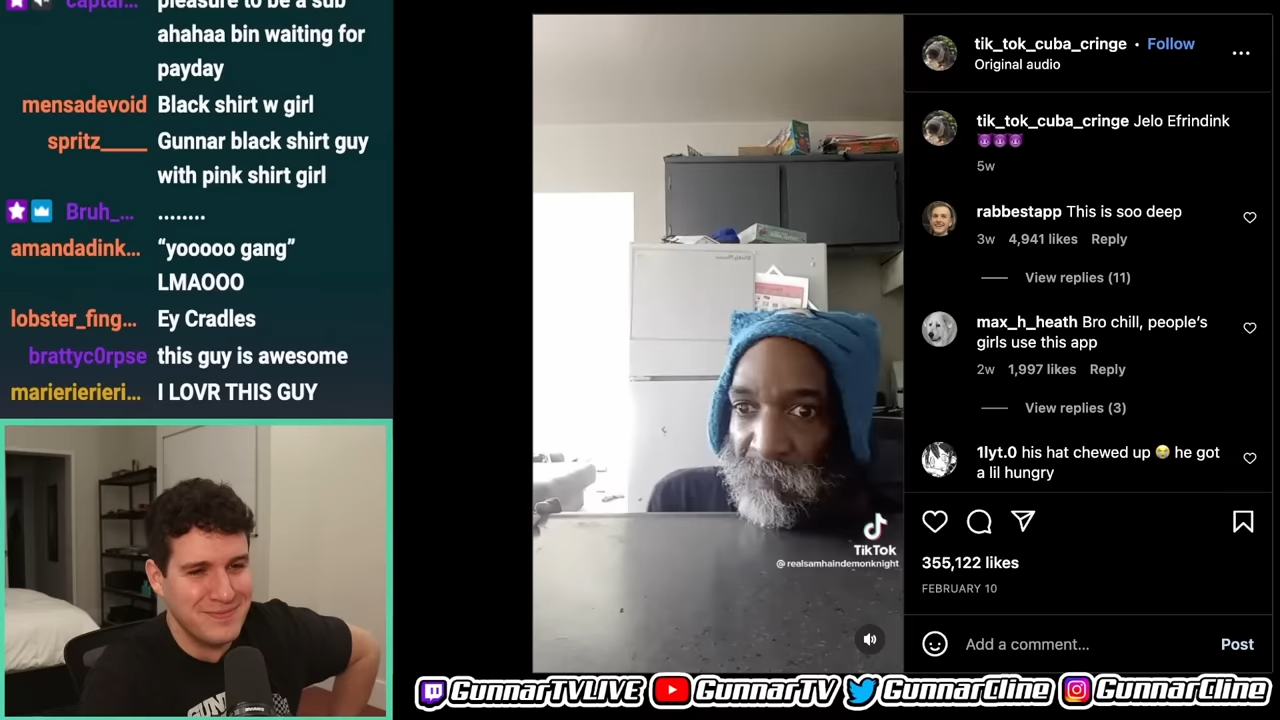 captai...
pleasure to be a sub
ahahaa bin waiting for
payday
mensadevoid Black shirt w girl
spritz_____ Gunnar black shirt guy
with pink shirt girl
Bruh_... ........
amandadink... “yooooo gang”
LMAOOO
lobster_fing... Ey Cradles
brattyc0rpse this guy is awesome
marierierieri... I LOVR THIS GUY
TikTok
@realsamhaindemonknight
tik_tok_cuba_cringe • Follow
Original audio
tik_tok_cuba_cringe Jelo Efrindink
😈😈😈
5w
rabbestapp This is soo deep
3w 4,941 likes Reply
View replies (11)
max_h_heath Bro chill, people’s
girls use this app
2w 1,997 likes Reply
View replies (3)
1lyt.0 his hat chewed up 😭 he got
a lil hungry
355,122 likes
FEBRUARY 10
Add a comment... Post
GunnarTVLIVE GunnarTV GunnarCline GunnarCline